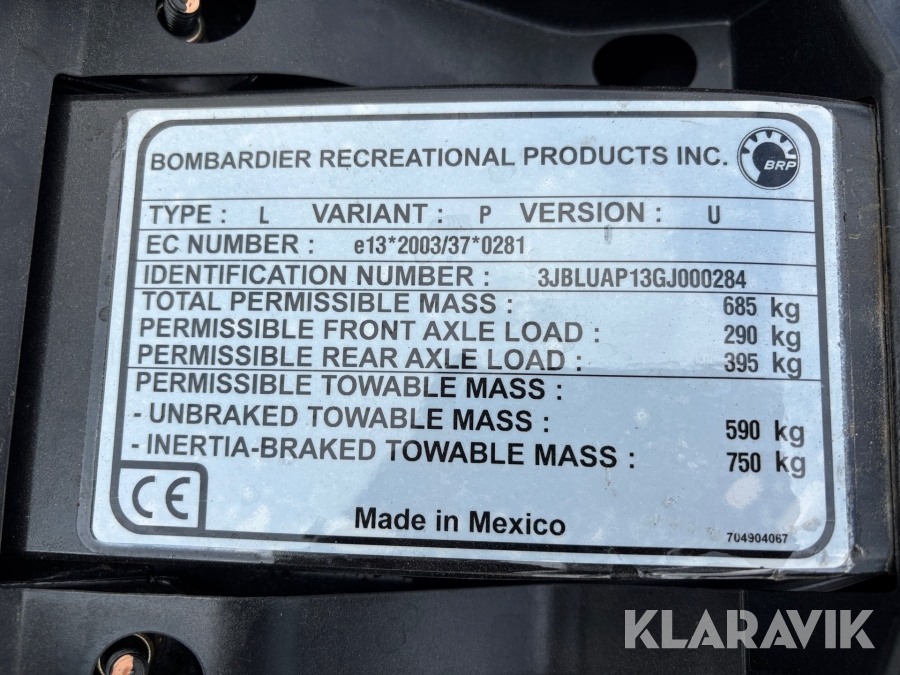 BOMBARDIER RECREATIONAL PRODUCTS INC. BRP
TYPE : L VARIANT : P VERSION : U
EC NUMBER : e13*2003/37*0281
IDENTIFICATION NUMBER : 3JBLUAP13GJ000284
TOTAL PERMISSIBLE MASS : 685 kg
PERMISSIBLE FRONT AXLE LOAD : 290 kg
PERMISSIBLE REAR AXLE LOAD : 395 kg
PERMISSIBLE TOWABLE MASS :
- UNBRAKED TOWABLE MASS : 590 kg
- INERTIA-BRAKED TOWABLE MASS : 750 kg
CE
Made in Mexico
704904067
KLARAVIK